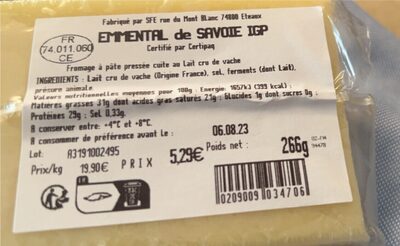 Fabriqué par SFE rue du Mont Blanc 74800 Eteaux
FR
74.011.060
CE
EMMENTAL de SAVOIE IGP
Certifié par Certipaq
Fromage à pâte pressée cuite au lait cru de vache
INGREDIENTS : Lait cru de vache (Origine France), sel, ferments (dont lait),
présure animale
Valeurs nutritionnelles moyennes pour 100g : Energie: 1657kJ (399 kcal) ;
Matières grasses 31g dont acides gras saturés 21g; Glucides 1g dont sucres 0g ;
Protéines 29g ; Sel 0,33g.
A conserver entre: +4°C et +8°C.
A consommer de préférence avant le: 06.08.23
Lot: A3191002495
PRIX 5,29€
Poids net: 266g
Prix/kg 19,90€
0209009034706